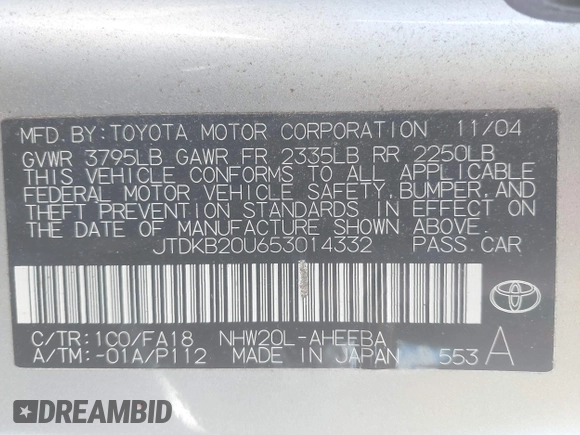 MFD. BY: TOYOTA MOTOR CORPORATION 11/04
GVWR 3795LB GAWR FR 2335LB RR 2250LB
THIS VEHICLE CONFORMS TO ALL APPLICABLE
FEDERAL MOTOR VEHICLE SAFETY, BUMPER, AND
THEFT PREVENTION STANDARDS IN EFFECT ON
THE DATE OF MANUFACTURE SHOWN ABOVE.
JTDKB20U653014332 PASS. CAR
C/TR: 1C0/FA18 NHW20L-AHEEBA
A/TM: -01A/P112 MADE IN JAPAN 553 A
DREAMBID